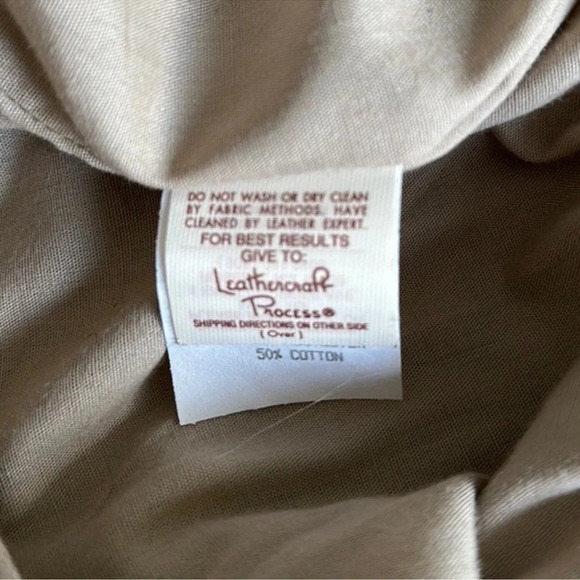 DO NOT WASH OR DRY CLEAN
BY FABRIC METHODS. HAVE
CLEANED BY LEATHER EXPERT.
FOR BEST RESULTS
GIVE TO:
Leathercraft
Process®
SHIPPING DIRECTIONS ON OTHER SIDE
(Over)
50% COTTON